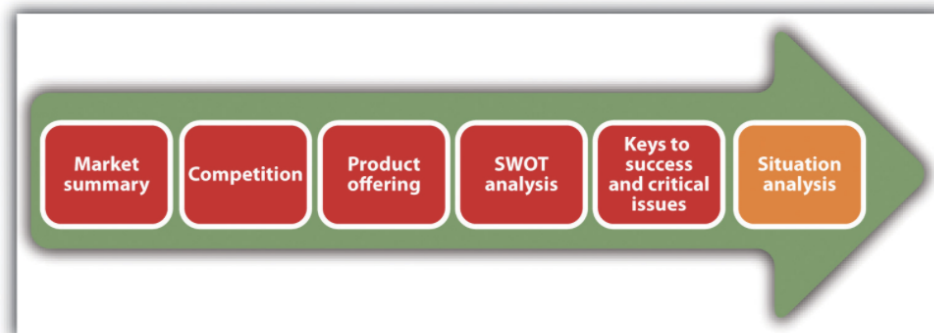 Market
summary
Competition
Product
offering
SWOT
analysis
Keys to
success
and critical
issues
Situation
analysis